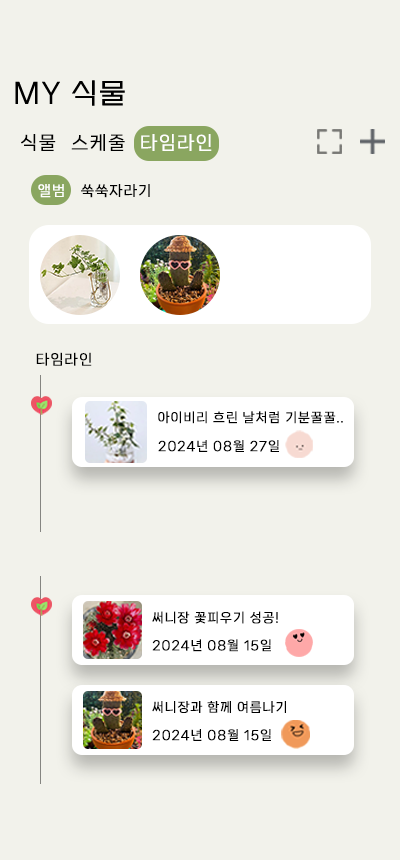 MY 식물
식물 스케줄 타임라인
앨범 쑥쑥자라기
타임라인
아이비리 흐린 날처럼 기분꿀꿀..
2024년 08월 27일
써니장 꽃피우기 성공!
2024년 08월 15일
써니장과 함께 여름나기
2024년 08월 15일